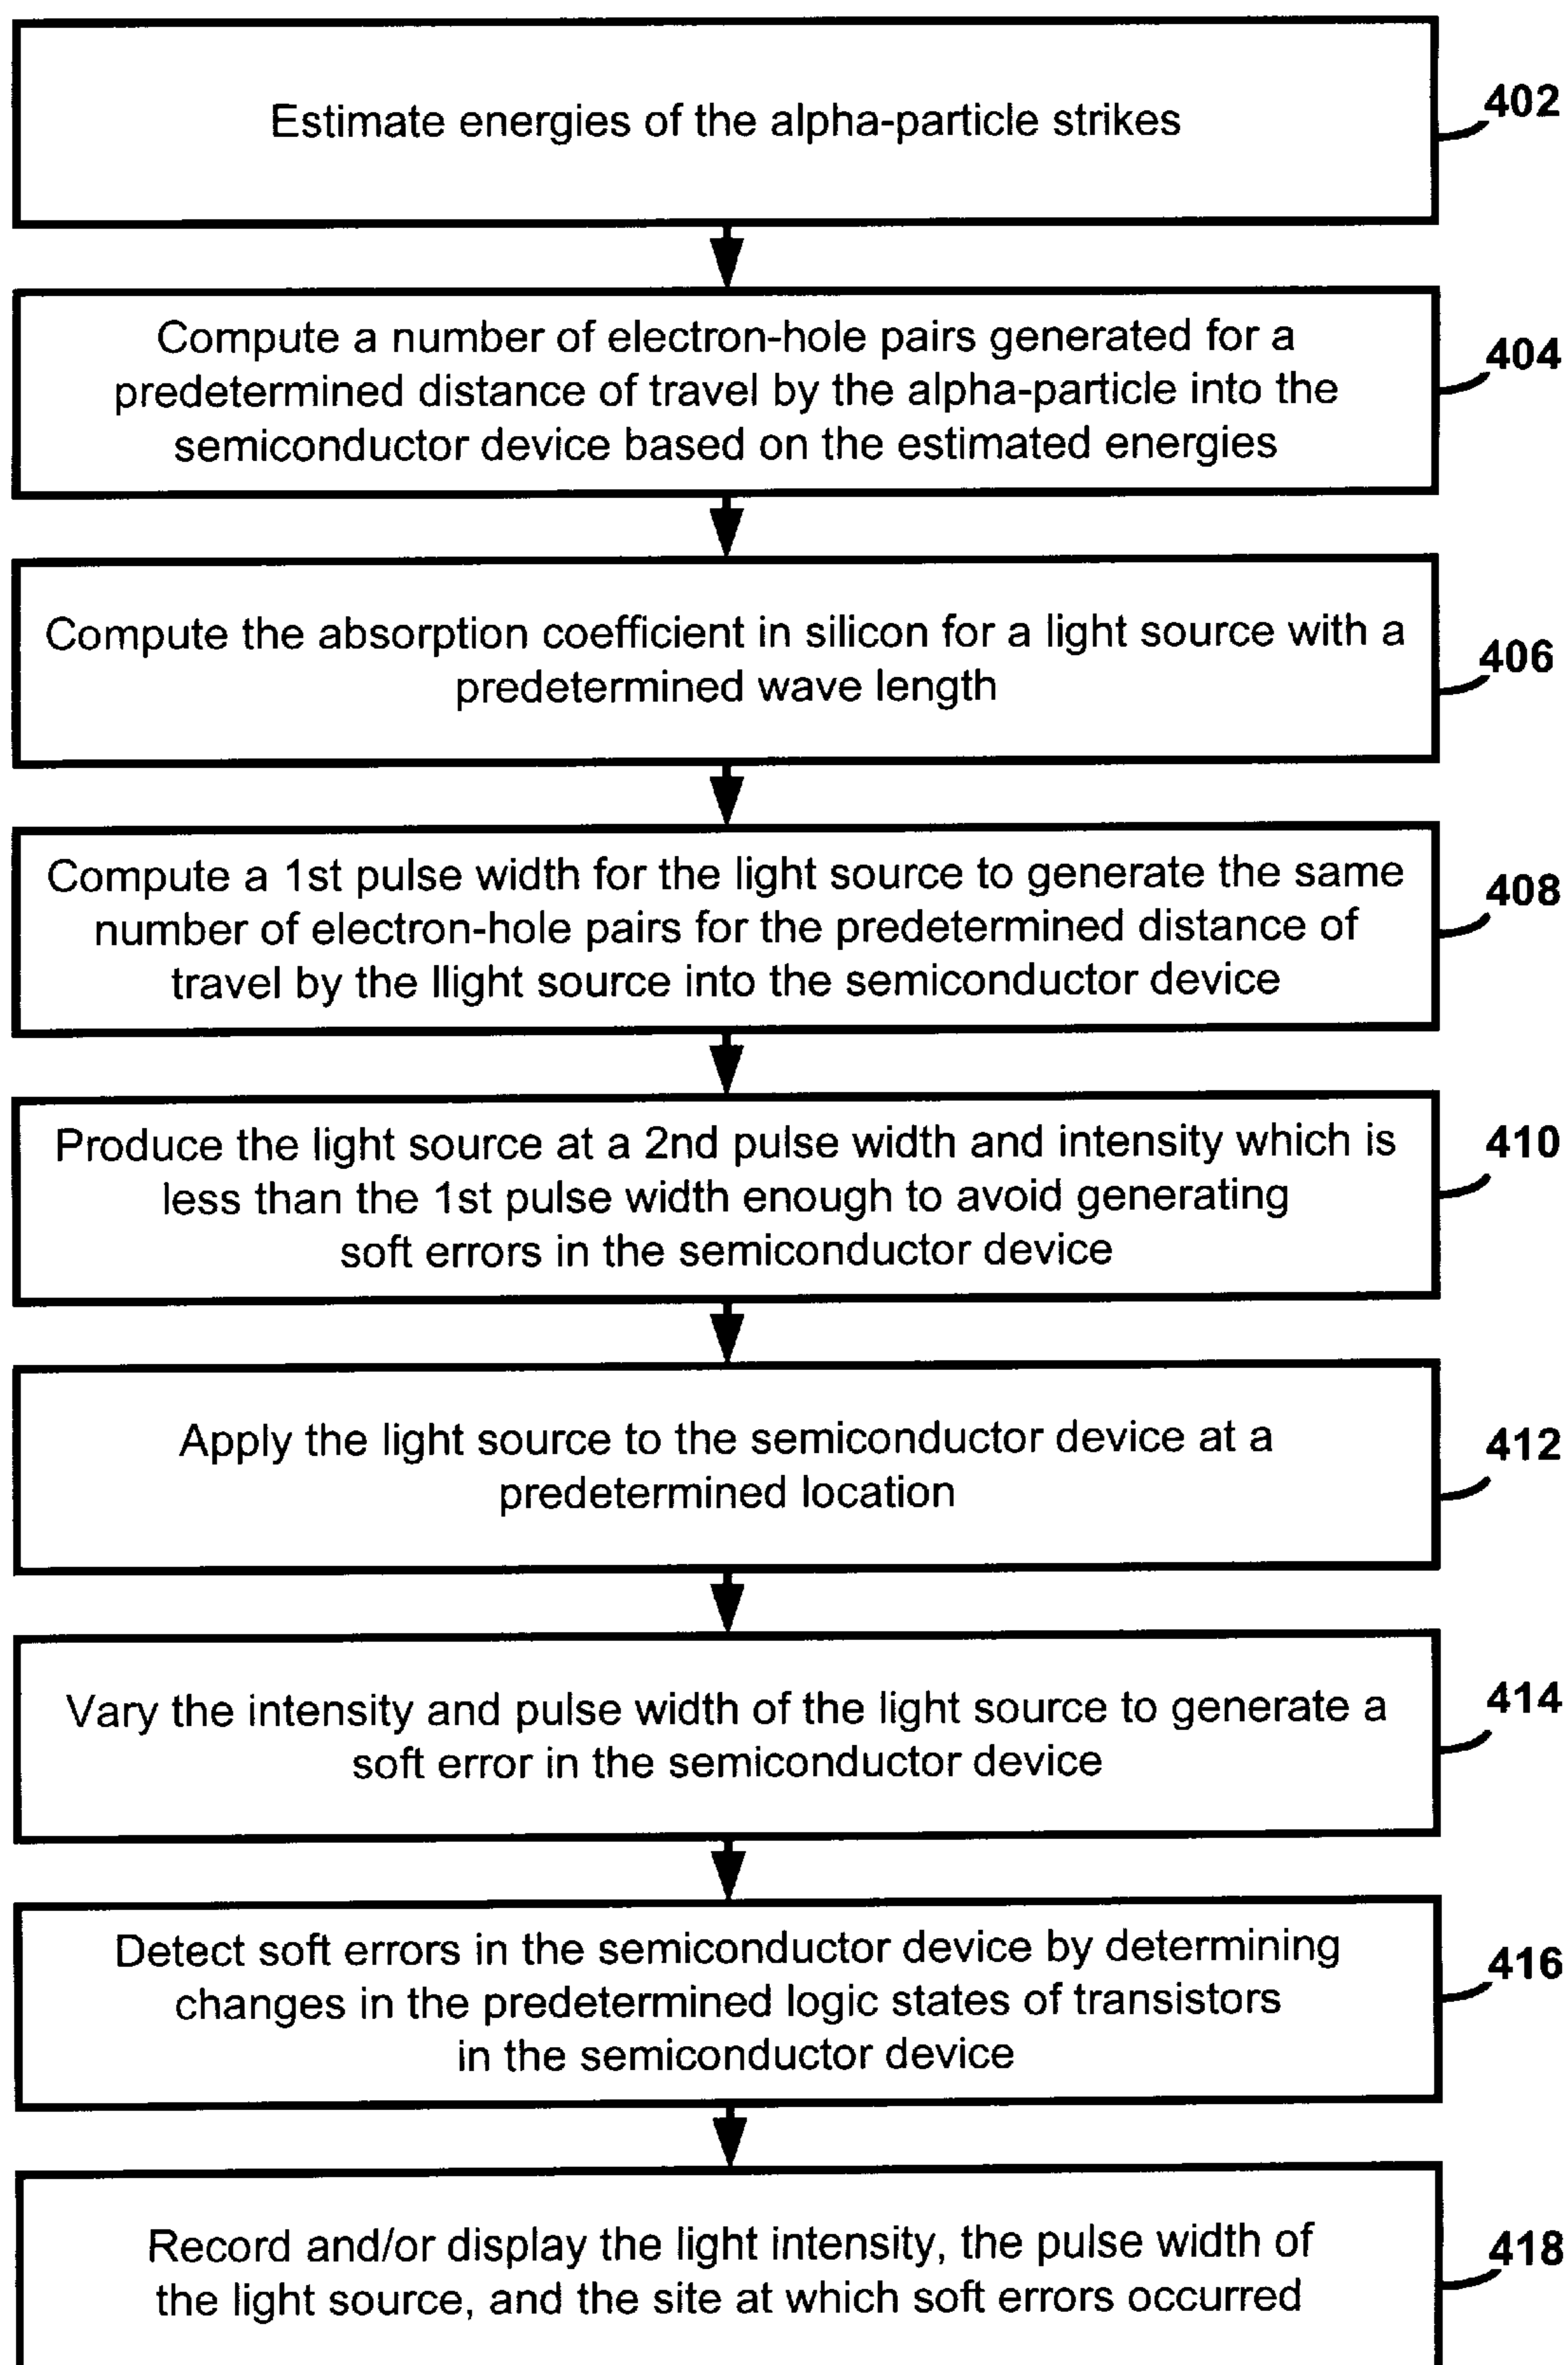 Estimate energies of the alpha-particle strikes
402
Compute a number of electron-hole pairs generated for a
predetermined distance of travel by the alpha-particle into the
semiconductor device based on the estimated energies
404
Compute the absorption coefficient in silicon for a light source with a
predetermined wave length
406
Compute a 1st pulse width for the light source to generate the same
number of electron-hole pairs for the predetermined distance of
travel by the llight source into the semiconductor device
408
Produce the light source at a 2nd pulse width and intensity which is
less than the 1st pulse width enough to avoid generating
soft errors in the semiconductor device
410
Apply the light source to the semiconductor device at a
predetermined location
412
Vary the intensity and pulse width of the light source to generate a
soft error in the semiconductor device
414
Detect soft errors in the semiconductor device by determining
changes in the predetermined logic states of transistors
in the semiconductor device
416
Record and/or display the light intensity, the pulse width of
the light source, and the site at which soft errors occurred
418